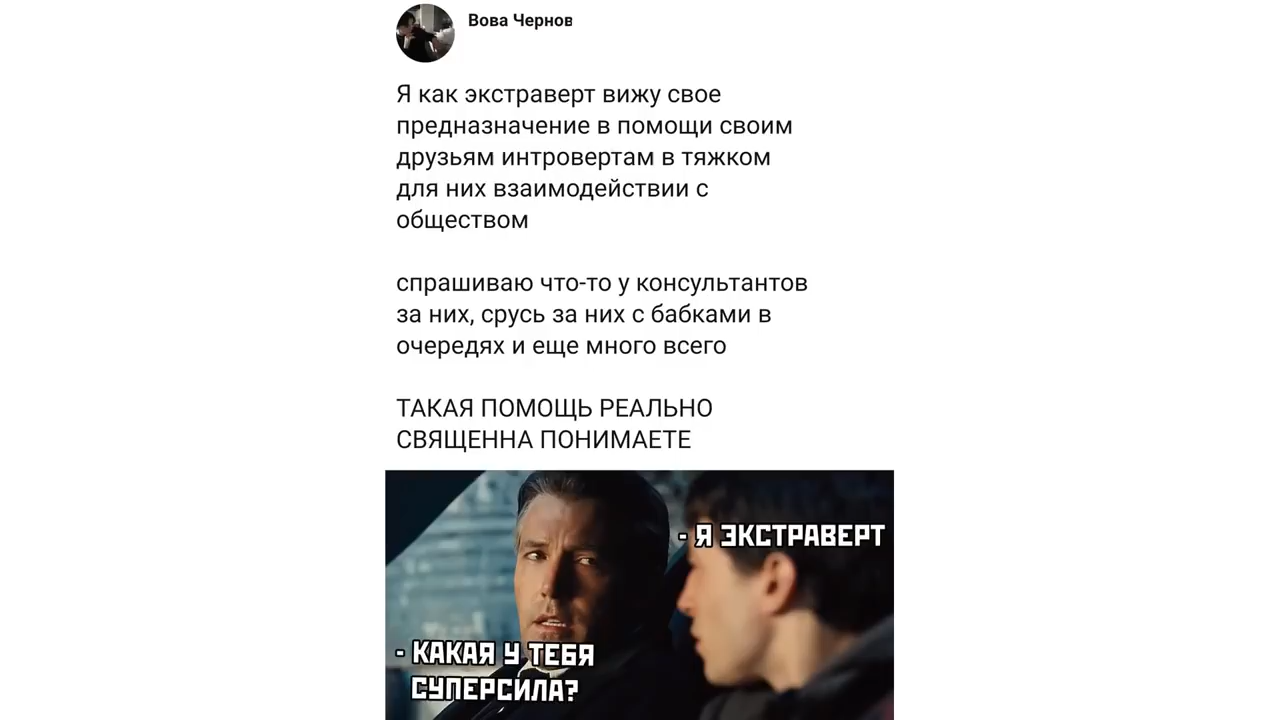 Вова Чернов
Я как экстраверт вижу свое
предназначение в помощи своим
друзьям интровертам в тяжком
для них взаимодействии с
обществом
спрашиваю что-то у консультантов
за них, срусь за них с бабками в
очередях и еще много всего
ТАКАЯ ПОМОЩЬ РЕАЛЬНО
СВЯЩЕННА ПОНИМАЕТЕ
- Я ЭКСТРАВЕРТ
- КАКАЯ У ТЕБЯ
СУПЕРСИЛА?